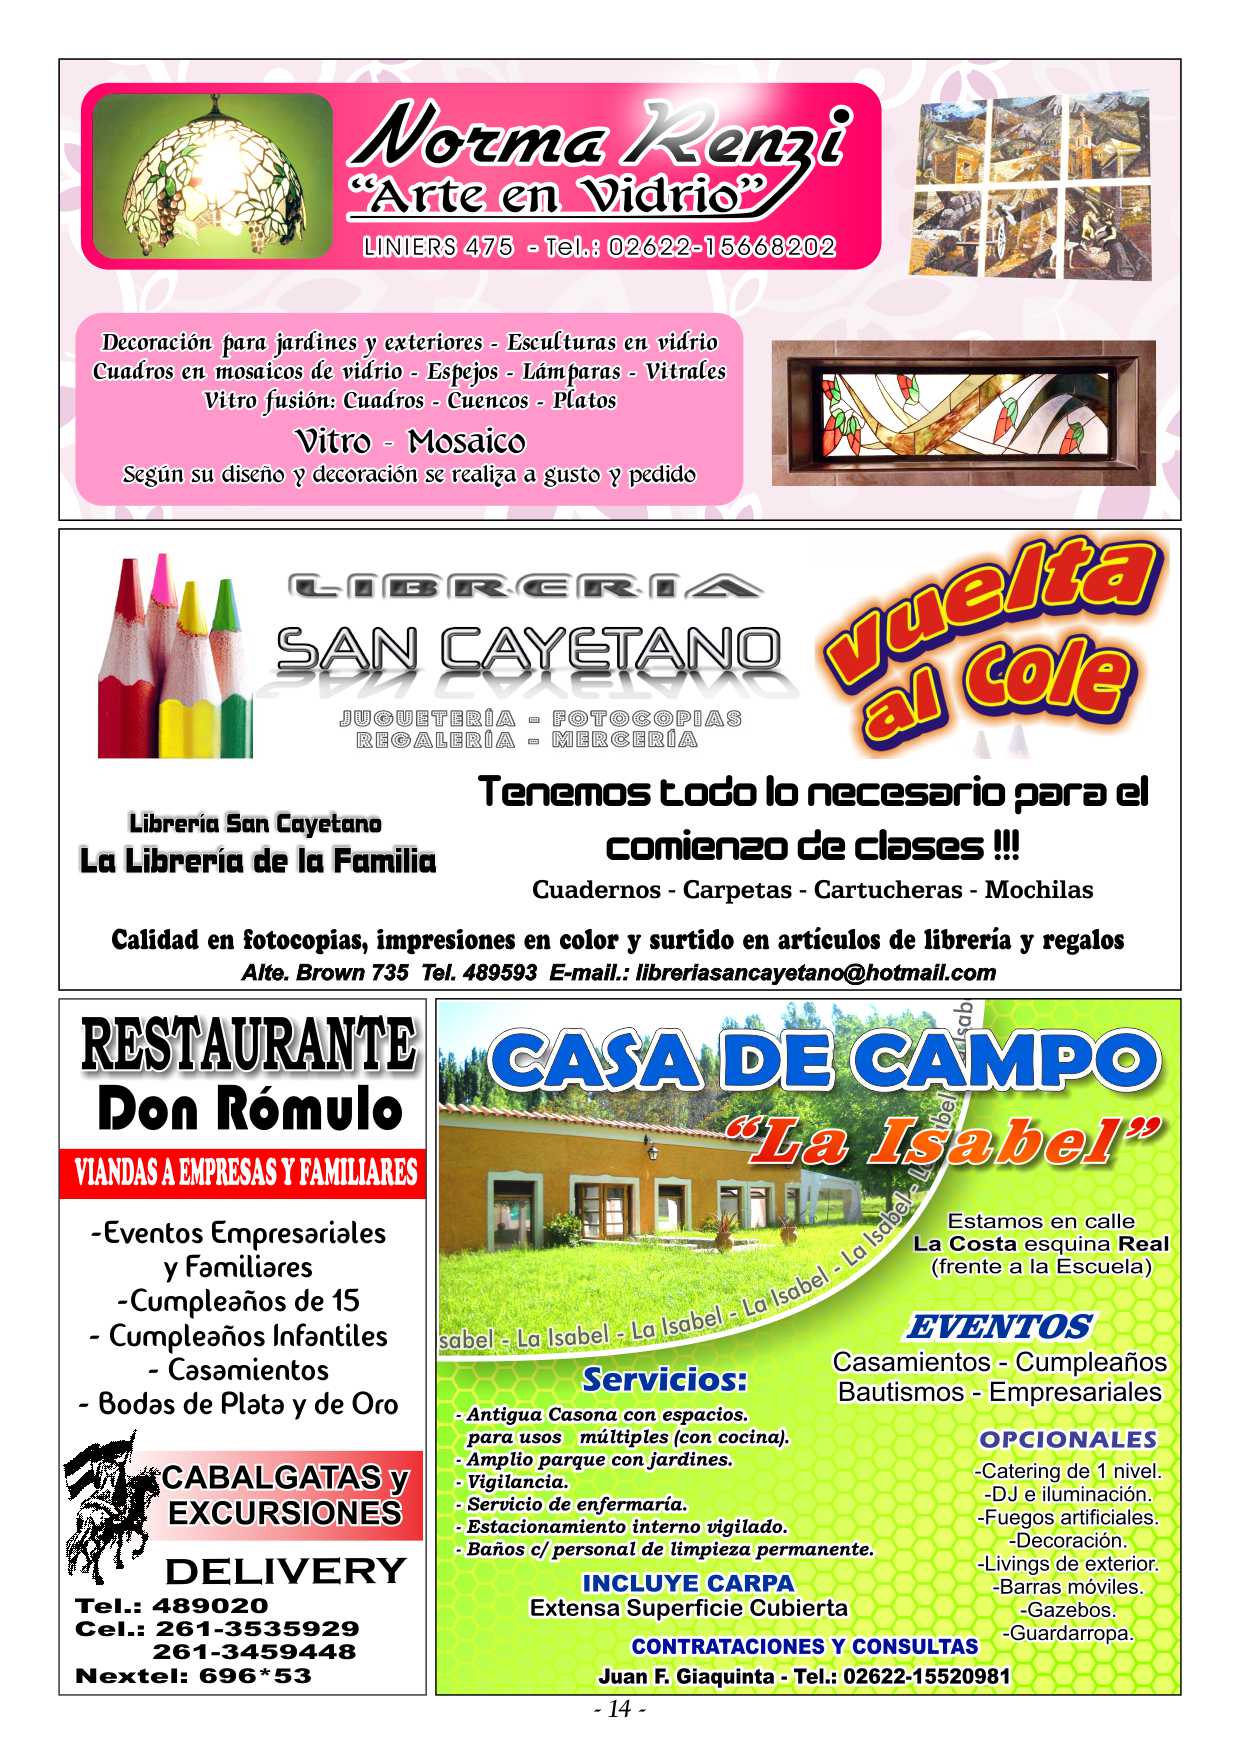 Norma Renzi
“Arte en Vidrio”
LINIERS 475 - Tel.: 02622-15668202
Decoración para jardines y exteriores - Esculturas en vidrio
Cuadros en mosaicos de vidrio - Espejos - Lámparas - Vitrales
Vitro fusión: Cuadros - Cuencos - Platos
Vitro - Mosaico
Según su diseño y decoración se realiza a gusto y pedido
LIBRERIA
SAN CAYETANO
JUGUETERÍA - FOTOCOPIAS
REGALERÍA - MERCERÍA
Vuelta
al cole
Librería San Cayetano
La Librería de la Familia
Tenemos todo lo necesario para el
comienzo de clases !!!
Cuadernos - Carpetas - Cartucheras - Mochilas
Calidad en fotocopias, impresiones en color y surtido en artículos de librería y regalos
Alte. Brown 735 Tel. 489593 E-mail.: libreriasancayetano@hotmail.com
RESTAURANTE
Don Rómulo
VIANDAS A EMPRESAS Y FAMILIARES
-Eventos Empresariales
y Familiares
-Cumpleaños de 15
- Cumpleaños Infantiles
- Casamientos
- Bodas de Plata y de Oro
CABALGATAS y
EXCURSIONES
DELIVERY
Tel.: 489020
Cel.: 261-3535929
261-3459448
Nextel: 696*53
CASA DE CAMPO
“La Isabel”
sabel - La Isabel - La Isabel - La Isabel - La Isabel - La Isabel - Isab
Estamos en calle
La Costa esquina Real
(frente a la Escuela)
EVENTOS
Casamientos - Cumpleaños
Bautismos - Empresariales
Servicios:
- Antigua Casona con espacios.
para usos múltiples (con cocina).
- Amplio parque con jardines.
- Vigilancia.
- Servicio de enfermaría.
- Estacionamiento interno vigilado.
- Baños c/ personal de limpieza permanente.
INCLUYE CARPA
Extensa Superficie Cubierta
OPCIONALES
-Catering de 1 nivel.
-DJ e iluminación.
-Fuegos artificiales.
-Decoración.
-Livings de exterior.
-Barras móviles.
-Gazebos.
-Guardarropa.
CONTRATACIONES Y CONSULTAS
Juan F. Giaquinta - Tel.: 02622-15520981
- 14 -